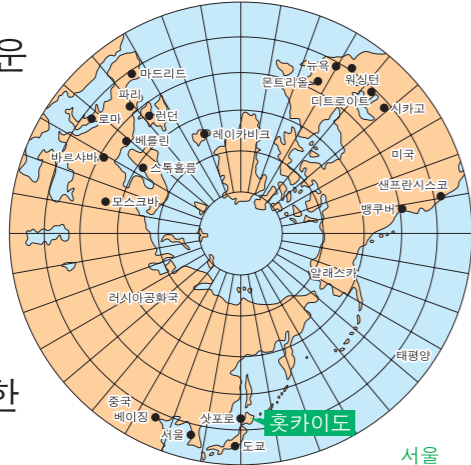 운
마드리드
뉴욕
몬트리올
워싱턴
파리
런던
디트로이트
시카고
로마
레이캬비크
베를린
미국
바르샤바
스톡홀름
샌프란시스코
모스크바
뱅쿠버
알래스카
러시아공화국
태평양
한
중국
베이징
삿포로
홋카이도
서울
도쿄
서울